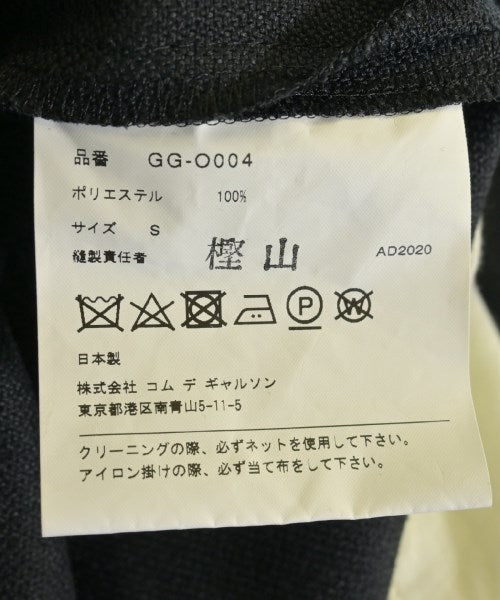 品番 GG-O004
ポリエステル 100%
サイズ S
縫製責任者 樫山 AD2020
P W
日本製
株式会社 コム デ ギャルソン
東京都港区南青山5-11-5
クリーニングの際、必ずネットを使用して下さい。
アイロン掛けの際、必ず当て布をして下さい。